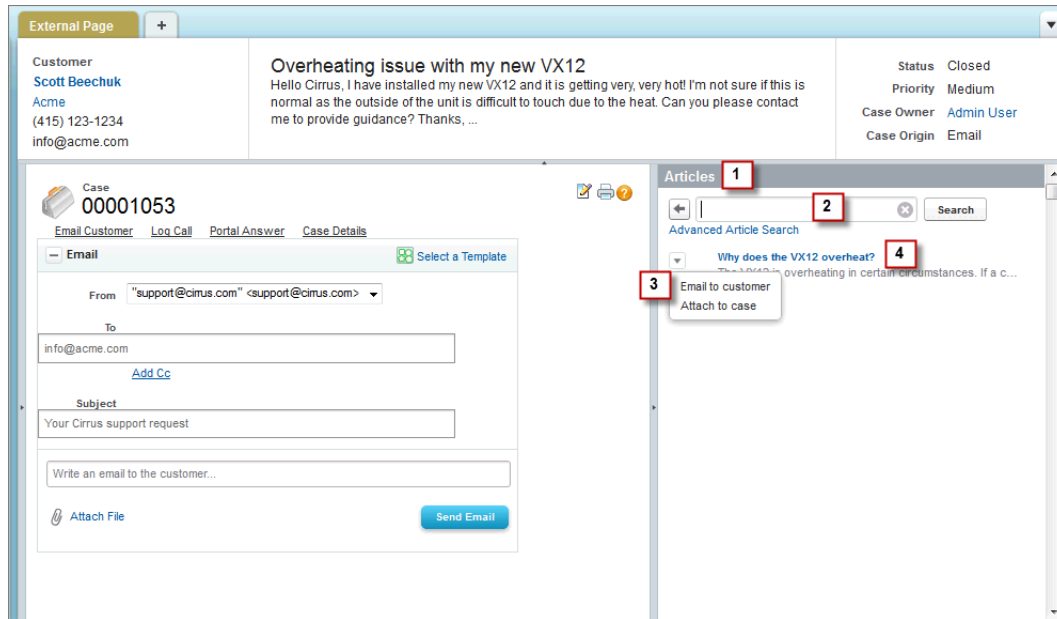 External Page +
Customer
Scott Beechuk
Acme
(415) 123-1234
info@acme.com
Overheating issue with my new VX12
Hello Cirrus, I have installed my new VX12 and it is getting very, very hot! I'm not sure if this is
normal as the outside of the unit is difficult to touch due to the heat. Can you please contact
me to provide guidance? Thanks, ...
Status Closed
Priority Medium
Case Owner Admin User
Case Origin Email
Case
00001053
Email Customer Log Call Portal Answer Case Details
Email Select a Template
From "support@cirrus.com" <support@cirrus.com>
To
info@acme.com
Add Cc
Subject
Your Cirrus support request
Write an email to the customer...
Attach File Send Email
Articles 1
2 Search
Advanced Article Search
Why does the VX12 overheat? 4
The VX12 is overheating in certain circumstances. If a c...
3 Email to customer
Attach to case